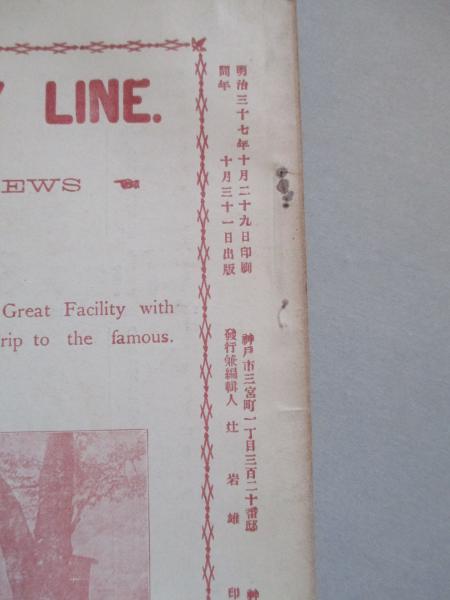 Y LINE.
EWS
Great Facility with
rip to the famous.
明治三十七年十月二十九日印刷
同年 十月三十一日出版
神戸市三宮町一丁目三百二十番邸
發行兼編輯人 辻岩雄
神
印